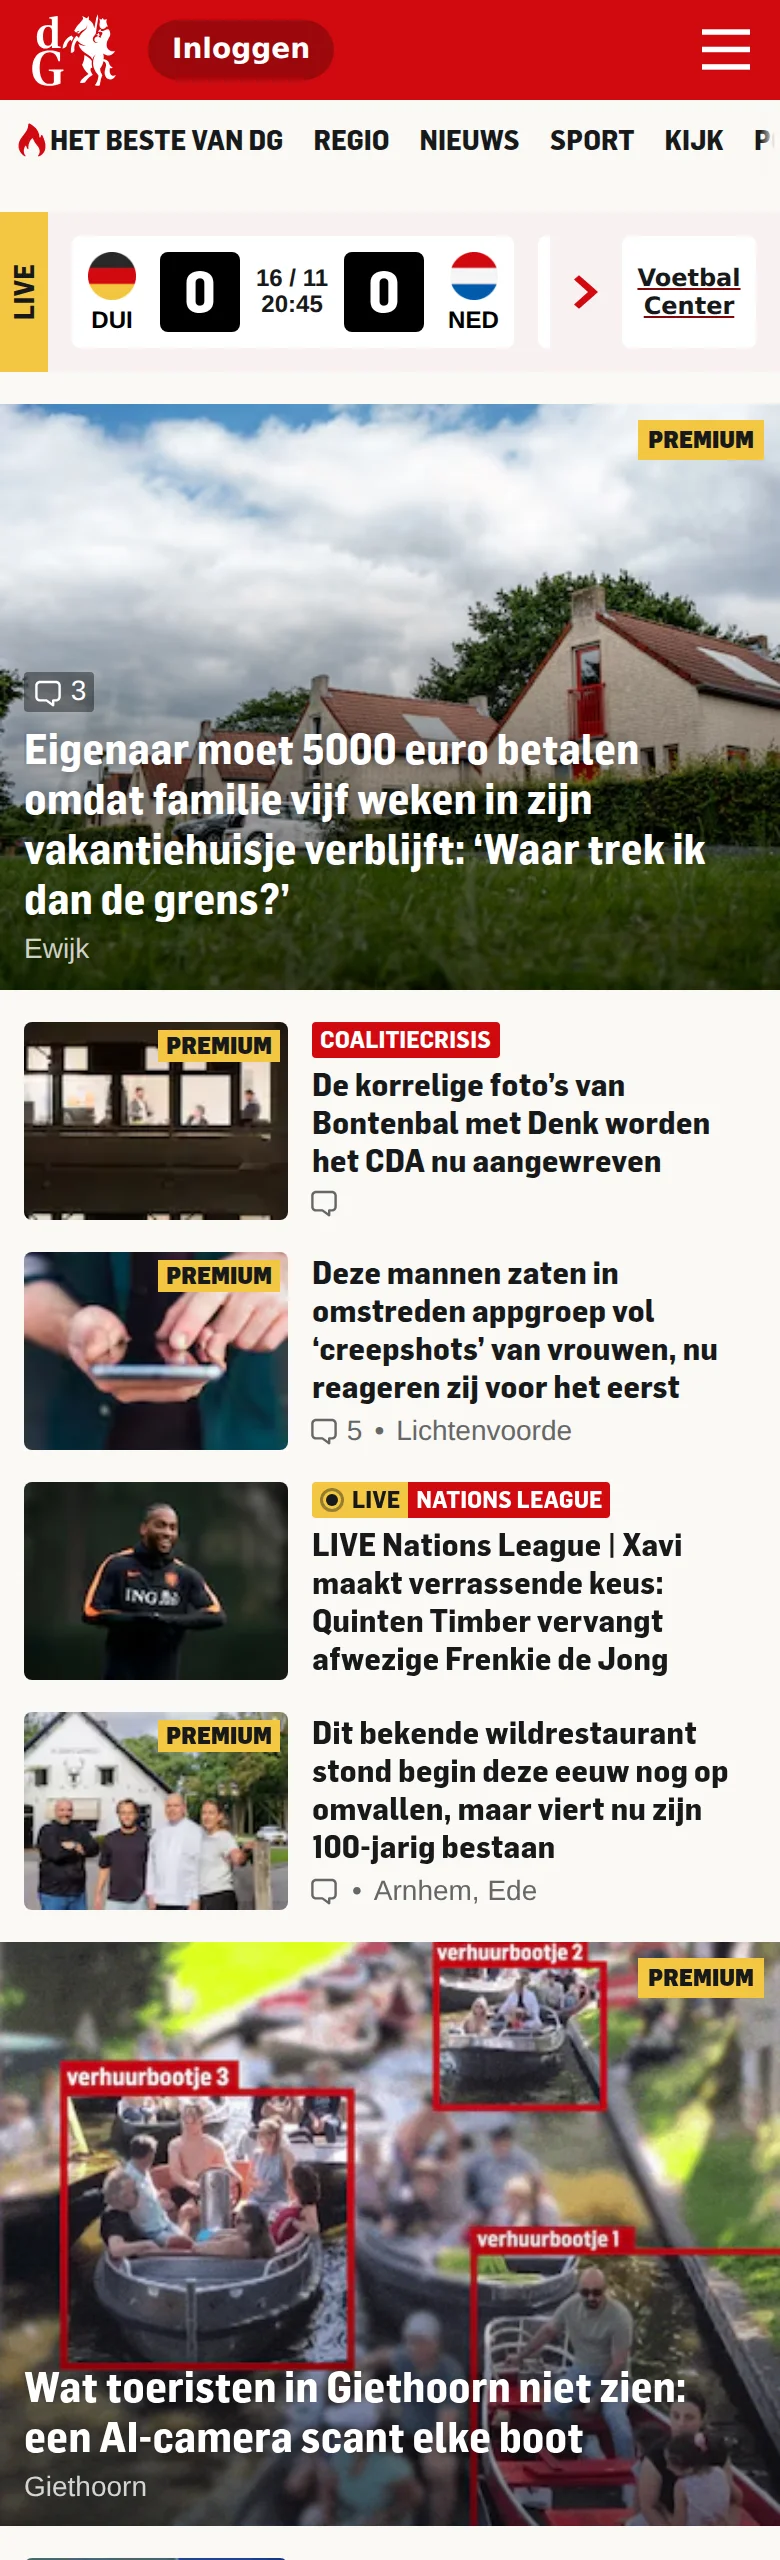 dG
Inloggen
HET BESTE VAN DG REGIO NIEUWS SPORT KIJK
LIVE
DUI
0
16 / 11
20:45
0
NED
Voetbal
Center
PREMIUM
3
Eigenaar moet 5000 euro betalen
omdat familie vijf weken in zijn
vakantiehuisje verblijft: ‘Waar trek ik
dan de grens?’
Ewijk
PREMIUM
COALITIECRISIS
De korrelige foto’s van
Bontenbal met Denk worden
het CDA nu aangewreven
PREMIUM
Deze mannen zaten in
omstreden appgroep vol
‘creepshots’ van vrouwen, nu
reageren zij voor het eerst
5 • Lichtenvoorde
ING
LIVE NATIONS LEAGUE
LIVE Nations League | Xavi
maakt verrassende keus:
Quinten Timber vervangt
afwezige Frenkie de Jong
PREMIUM
Dit bekende wildrestaurant
stond begin deze eeuw nog op
omvallen, maar viert nu zijn
100-jarig bestaan
• Arnhem, Ede
verhuurbootje 2
PREMIUM
verhuurbootje 3
verhuurbootje 1
Wat toeristen in Giethoorn niet zien:
een AI-camera scant elke boot
Giethoorn